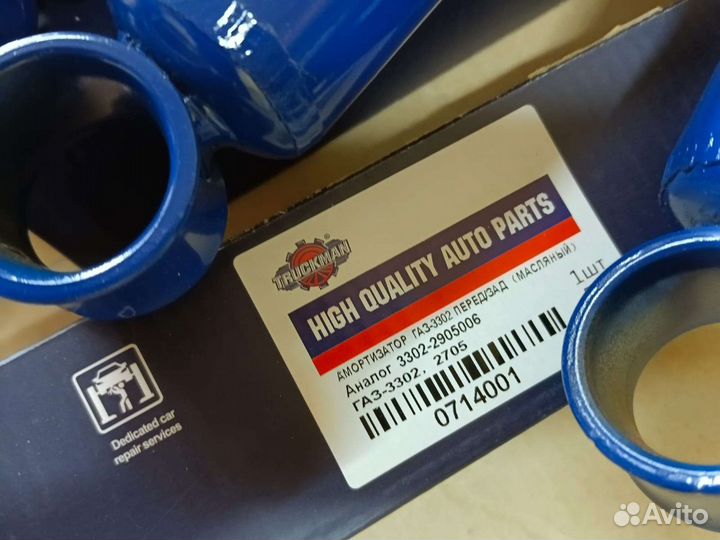 TRUCKMAN
®
HIGH QUALITY AUTO PARTS
АМОРТИЗАТОР ГАЗ-3302 ПЕРЕД/ЗАД (МАСЛЯНЫЙ)
Аналог 3302-2905006
1шт
ГАЗ-3302, 2705
0714001
Dedicated car
repair services
Avito